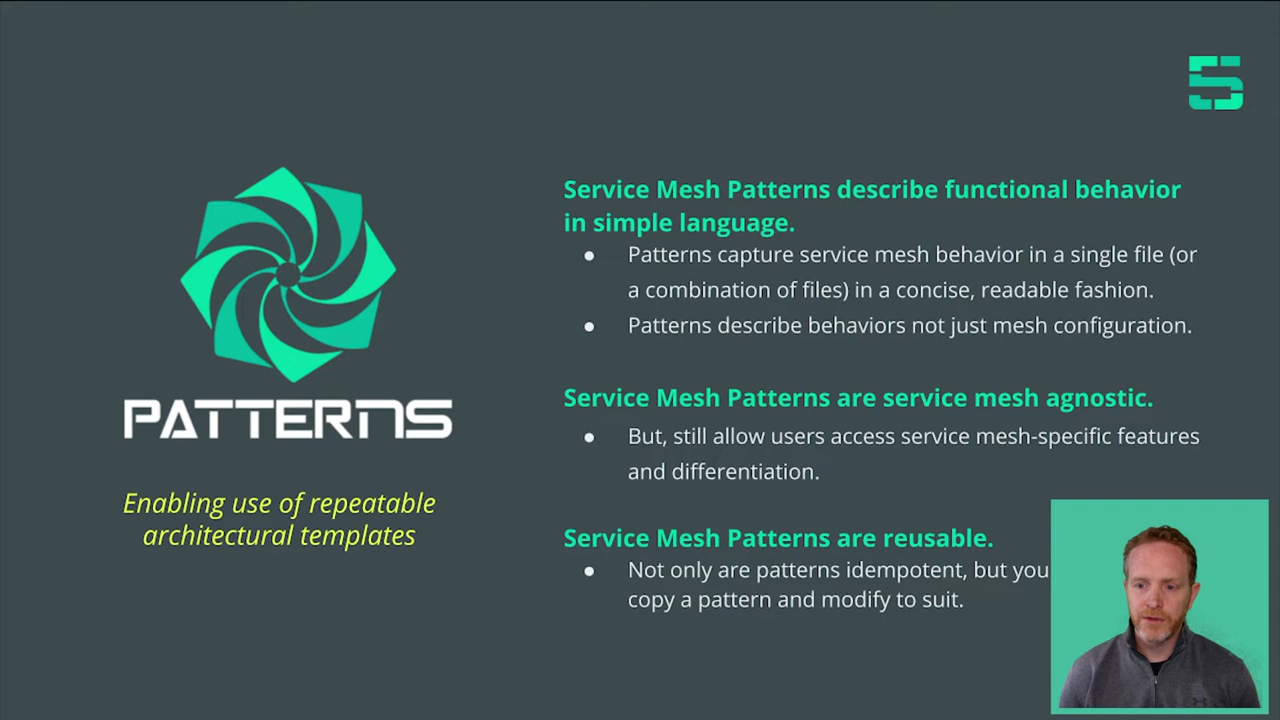 5
Service Mesh Patterns describe functional behavior
in simple language.
● Patterns capture service mesh behavior in a single file (or
a combination of files) in a concise, readable fashion.
● Patterns describe behaviors not just mesh configuration.
Service Mesh Patterns are service mesh agnostic.
● But, still allow users access service mesh-specific features
and differentiation.
Service Mesh Patterns are reusable.
● Not only are patterns idempotent, but you
copy a pattern and modify to suit.
PATTERNS
Enabling use of repeatable
architectural templates